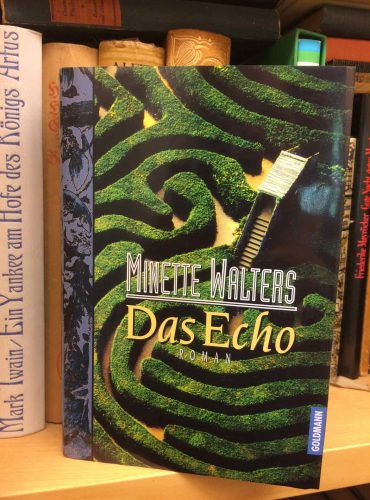 Mark Twain / Ein Yankee am Hofe des Königs Artus
MINETTE WALTERS
Das Echo
ROMAN
GOLDMANN